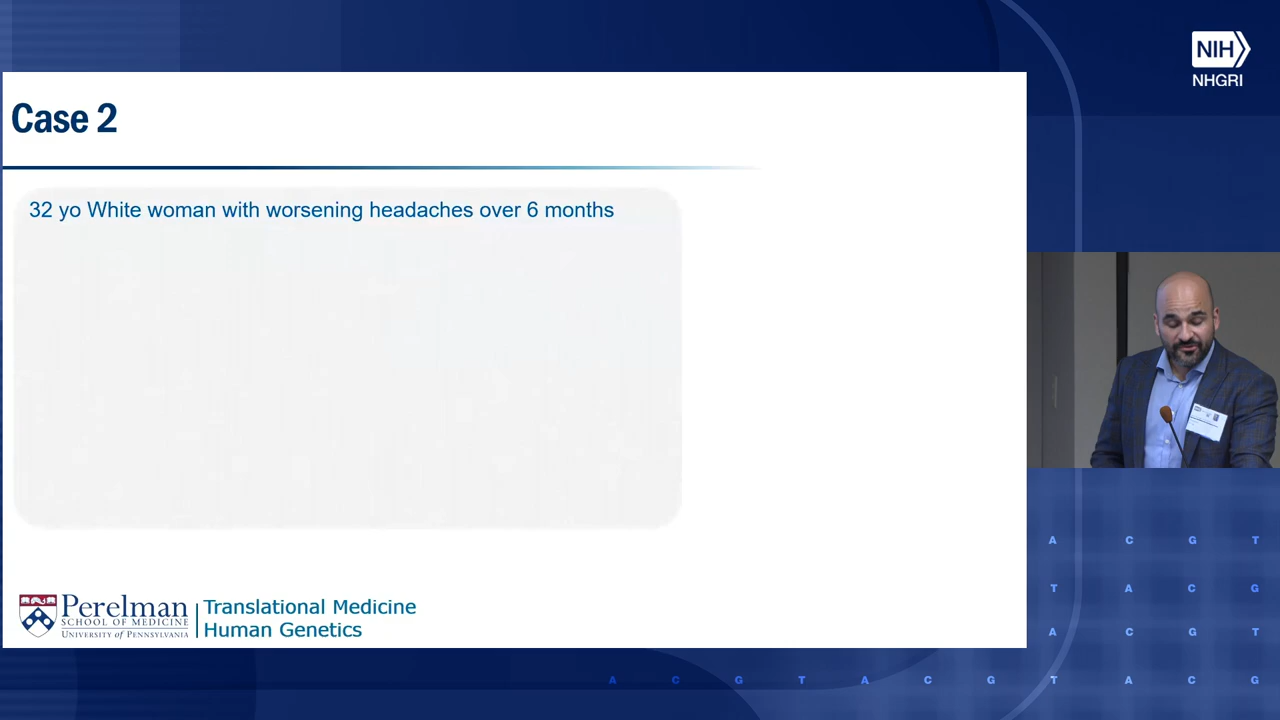 NIH
NHGRI
Case 2
32 yo White woman with worsening headaches over 6 months
Perelman
SCHOOL OF MEDICINE
UNIVERSITY of PENNSYLVANIA
Translational Medicine
Human Genetics
A C G T
T A C G
A C G T
A C G T A C G T A C G